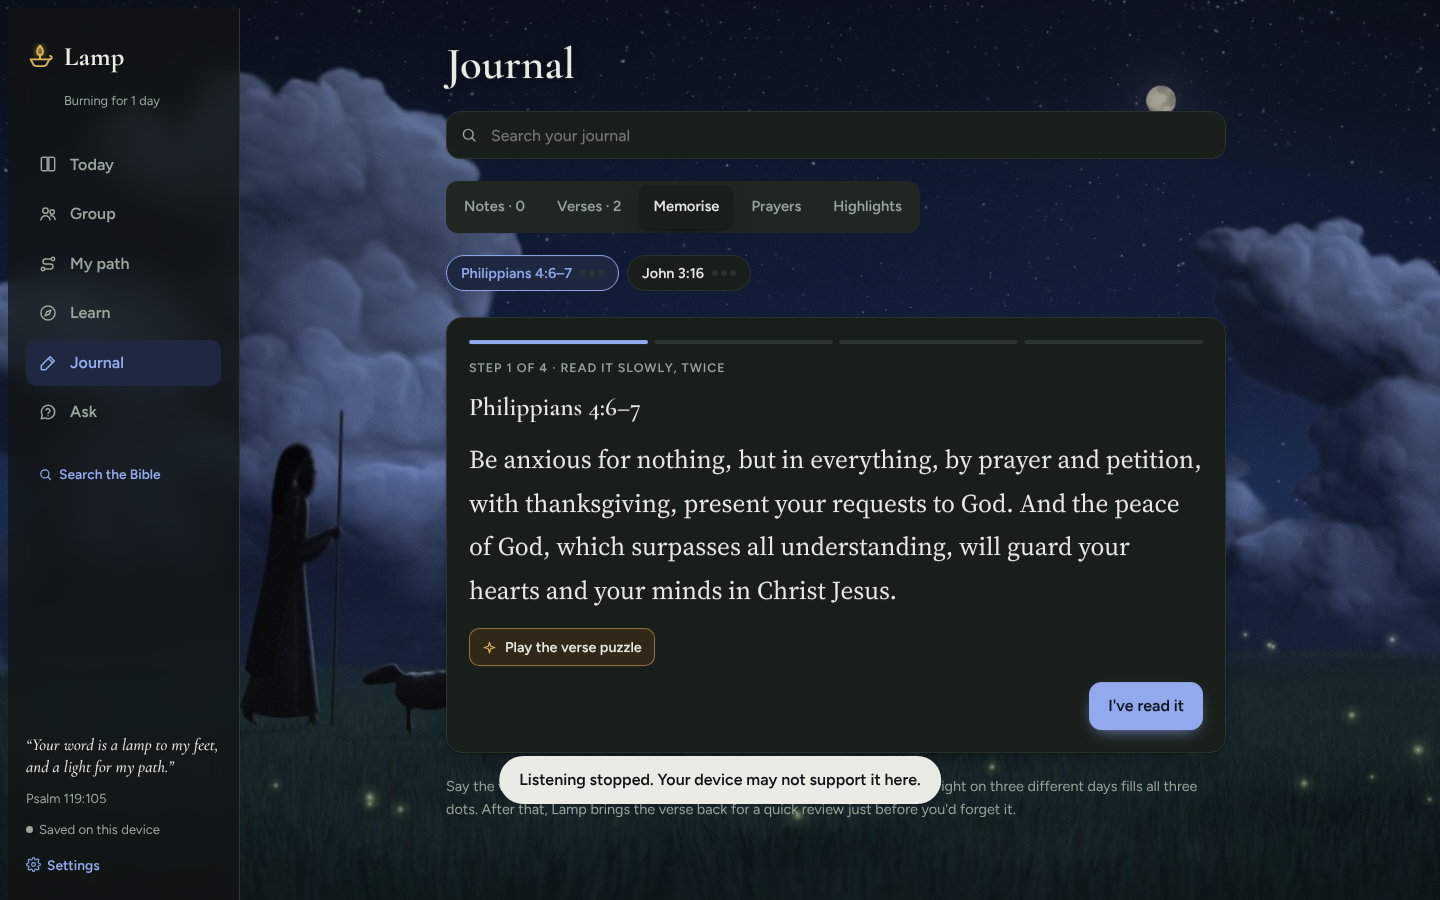 Lamp
Burning for 1 day
Today
Group
My path
Learn
Journal
Ask
Search the Bible
“Your word is a lamp to my feet,
and a light for my path.”
Psalm 119:105
Saved on this device
Settings
Journal
Search your journal
Notes · 0
Verses · 2
Memorise
Prayers
Highlights
Philippians 4:6–7
John 3:16
STEP 1 OF 4 · READ IT SLOWLY, TWICE
Philippians 4:6–7
Be anxious for nothing, but in everything, by prayer and petition,
with thanksgiving, present your requests to God. And the peace
of God, which surpasses all understanding, will guard your
hearts and your minds in Christ Jesus.
Play the verse puzzle
I've read it
Listening stopped. Your device may not support it here.
Say the
ight on three different days fills all three
dots. After that, Lamp brings the verse back for a quick review just before you'd forget it.